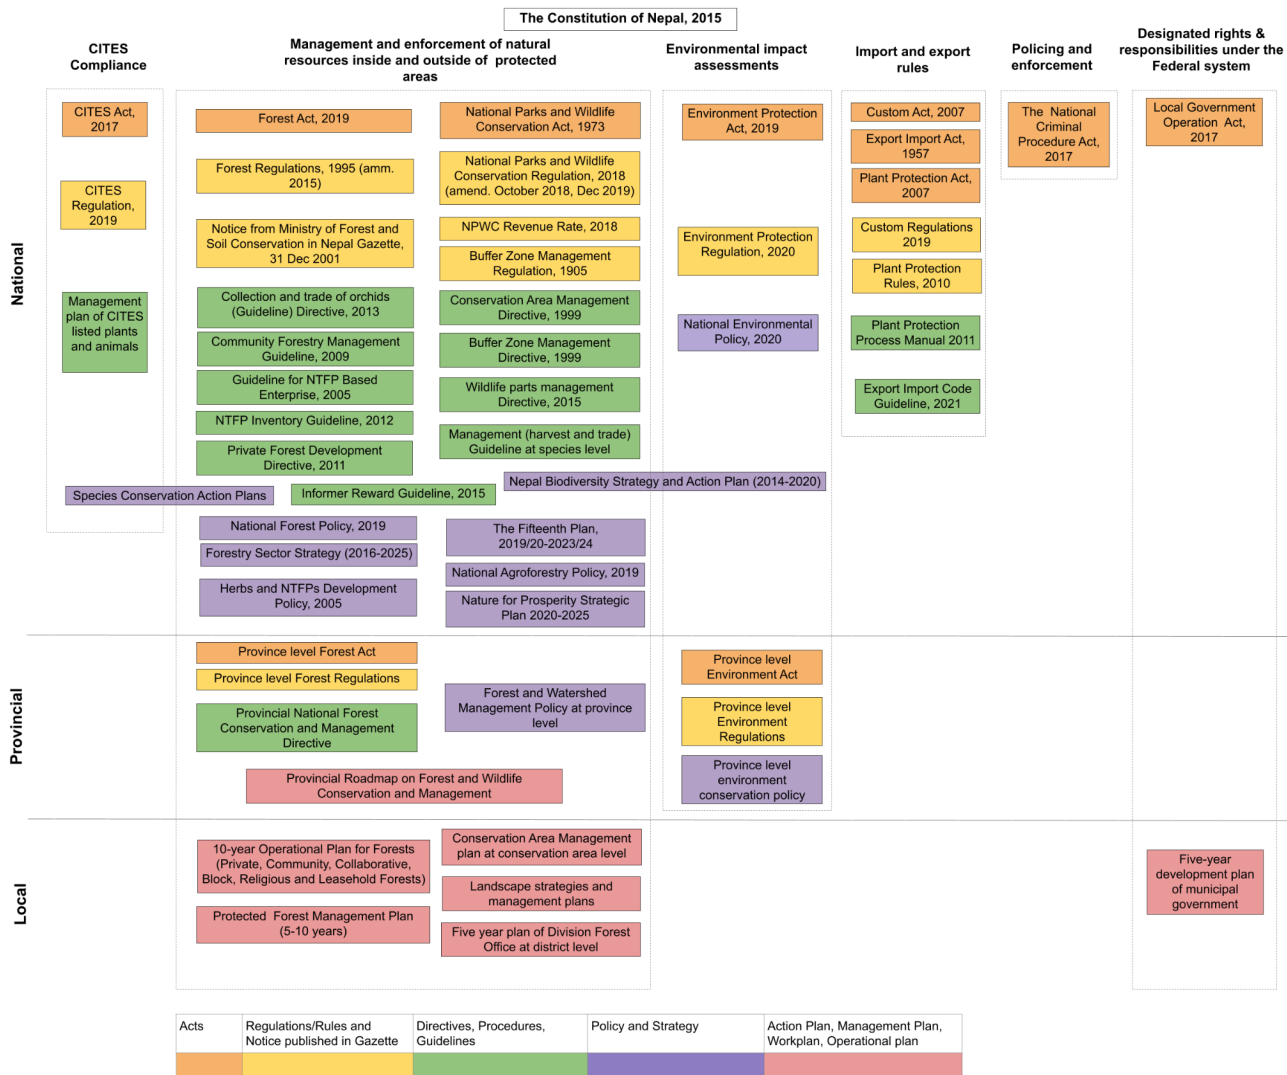 The Constitution of Nepal, 2015
CITES
Compliance
Management and enforcement of natural
resources inside and outside of protected
areas
Environmental impact
assessments
Import and export
rules
Policing and
enforcement
Designated rights &
responsibilities under the
Federal system
National
CITES Act,
2017
CITES
Regulation,
2019
Management
plan of CITES
listed plants
and animals
Forest Act, 2019
Forest Regulations, 1995 (amm.
2015)
Notice from Ministry of Forest and
Soil Conservation in Nepal Gazette,
31 Dec 2001
Collection and trade of orchids
(Guideline) Directive, 2013
Community Forestry Management
Guideline, 2009
Guideline for NTFP Based
Enterprise, 2005
NTFP Inventory Guideline, 2012
Private Forest Development
Directive, 2011
National Parks and Wildlife
Conservation Act, 1973
National Parks and Wildlife
Conservation Regulation, 2018
(amend. October 2018, Dec 2019)
NPWC Revenue Rate, 2018
Buffer Zone Management
Regulation, 1905
Conservation Area Management
Directive, 1999
Buffer Zone Management
Directive, 1999
Wildlife parts management
Directive, 2015
Management (harvest and trade)
Guideline at species level
Environment Protection
Act, 2019
Environment Protection
Regulation, 2020
National Environmental
Policy, 2020
Custom Act, 2007
Export Import Act,
1957
Plant Protection Act,
2007
Custom Regulations
2019
Plant Protection
Rules, 2010
Plant Protection
Process Manual 2011
Export Import Code
Guideline, 2021
The National
Criminal
Procedure Act,
2017
Local Government
Operation Act,
2017
Species Conservation Action Plans
Informer Reward Guideline, 2015
Nepal Biodiversity Strategy and Action Plan (2014-2020)
National Forest Policy, 2019
Forestry Sector Strategy (2016-2025)
Herbs and NTFPs Development
Policy, 2005
The Fifteenth Plan,
2019/20-2023/24
National Agroforestry Policy, 2019
Nature for Prosperity Strategic
Plan 2020-2025
Provincial
Province level Forest Act
Province level Forest Regulations
Provincial National Forest
Conservation and Management
Directive
Forest and Watershed
Management Policy at province
level
Provincial Roadmap on Forest and Wildlife
Conservation and Management
Province level
Environment Act
Province level
Environment
Regulations
Province level
environment
conservation policy
Local
10-year Operational Plan for Forests
(Private, Community, Collaborative,
Block, Religious and Leasehold Forests)
Protected Forest Management Plan
(5-10 years)
Conservation Area Management
plan at conservation area level
Landscape strategies and
management plans
Five year plan of Division Forest
Office at district level
Five-year
development plan
of municipal
government
Acts
Regulations/Rules and
Notice published in Gazette
Directives, Procedures,
Guidelines
Policy and Strategy
Action Plan, Management Plan,
Workplan, Operational plan